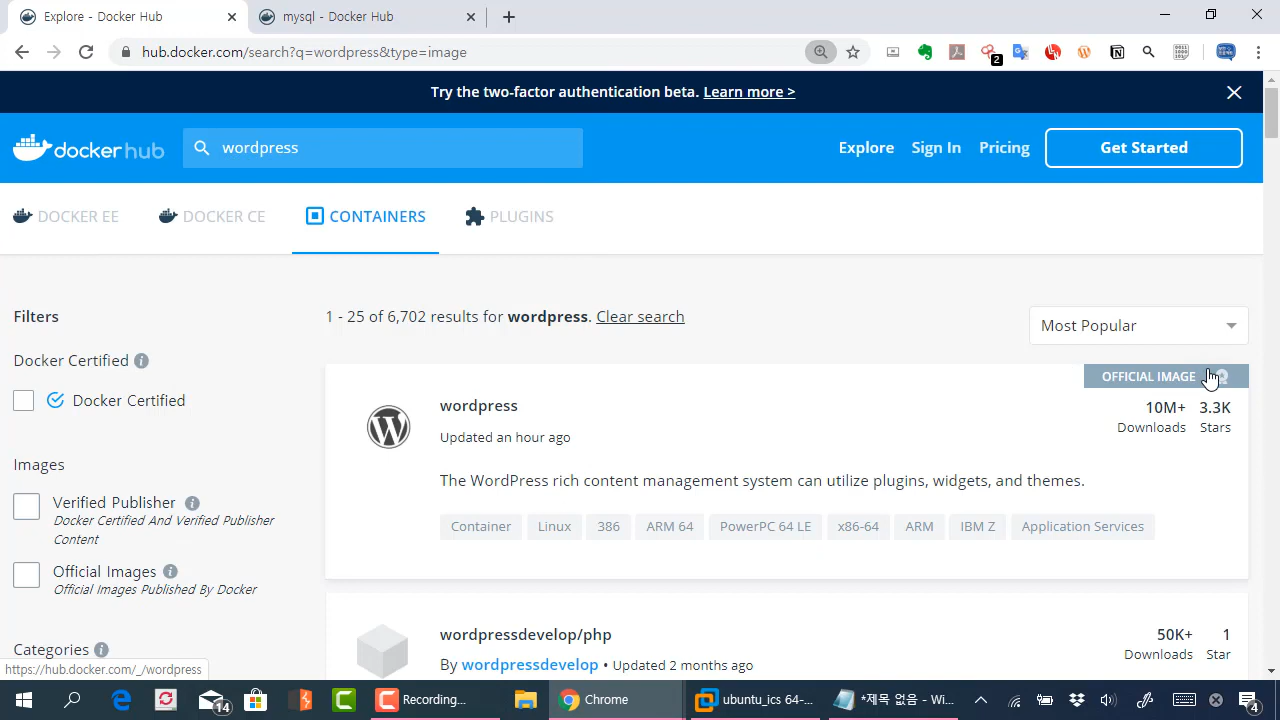 Explore - Docker Hub
mysql - Docker Hub
hub.docker.com/search?q=wordpress&type=image
2
Try the two-factor authentication beta. Learn more >
docker hub
wordpress
Explore
Sign In
Pricing
Get Started
DOCKER EE
DOCKER CE
CONTAINERS
PLUGINS
Filters
1 - 25 of 6,702 results for wordpress. Clear search
Most Popular
Docker Certified
Docker Certified
OFFICIAL IMAGE
wordpress
Updated an hour ago
10M+
Downloads
3.3K
Stars
The WordPress rich content management system can utilize plugins, widgets, and themes.
Container
Linux
386
ARM 64
PowerPC 64 LE
x86-64
ARM
IBM Z
Application Services
Images
Verified Publisher
Docker Certified And Verified Publisher
Content
Official Images
Official Images Published By Docker
Categories
wordpressdevelop/php
By wordpressdevelop • Updated 2 months ago
50K+
Downloads
1
Star
https://hub.docker.com/_/wordpress
14
Recording...
Chrome
ubuntu_ics 64-...
*제목 없음 - Wi...
4